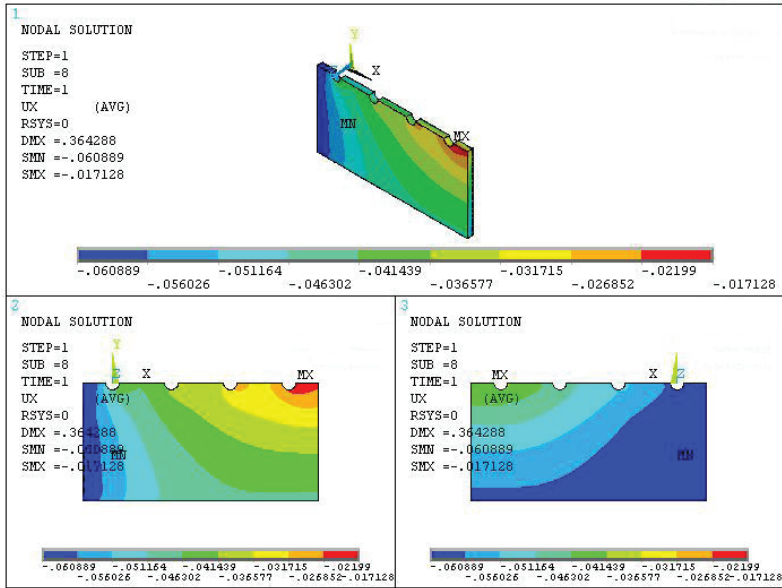 1
NODAL SOLUTION
STEP=1
SUB =8
TIME=1
UX (AVG)
RSYS=0
DMX =.364288
SMN =-.060889
SMX =-.017128
Y
Z X
MN
MX
-.060889 -.051164 -.041439 -.031715 -.02199
-.056026 -.046302 -.036577 -.026852 -.017128
2
NODAL SOLUTION
STEP=1
SUB =8
TIME=1
UX (AVG)
RSYS=0
DMX =.364288
SMN =-.060889
SMX =-.017128
Y
Z X MX
MN
-.060889 -.051164 -.041439 -.031715 -.02199
-.056026 -.046302 -.036577 -.026852 -.017128
3
NODAL SOLUTION
STEP=1
SUB =8
TIME=1
UX (AVG)
RSYS=0
DMX =.364288
SMN =-.060889
SMX =-.017128
MX X Z
MN
-.060889 -.051164 -.041439 -.031715 -.02199
-.056026 -.046302 -.036577 -.026852 -.017128